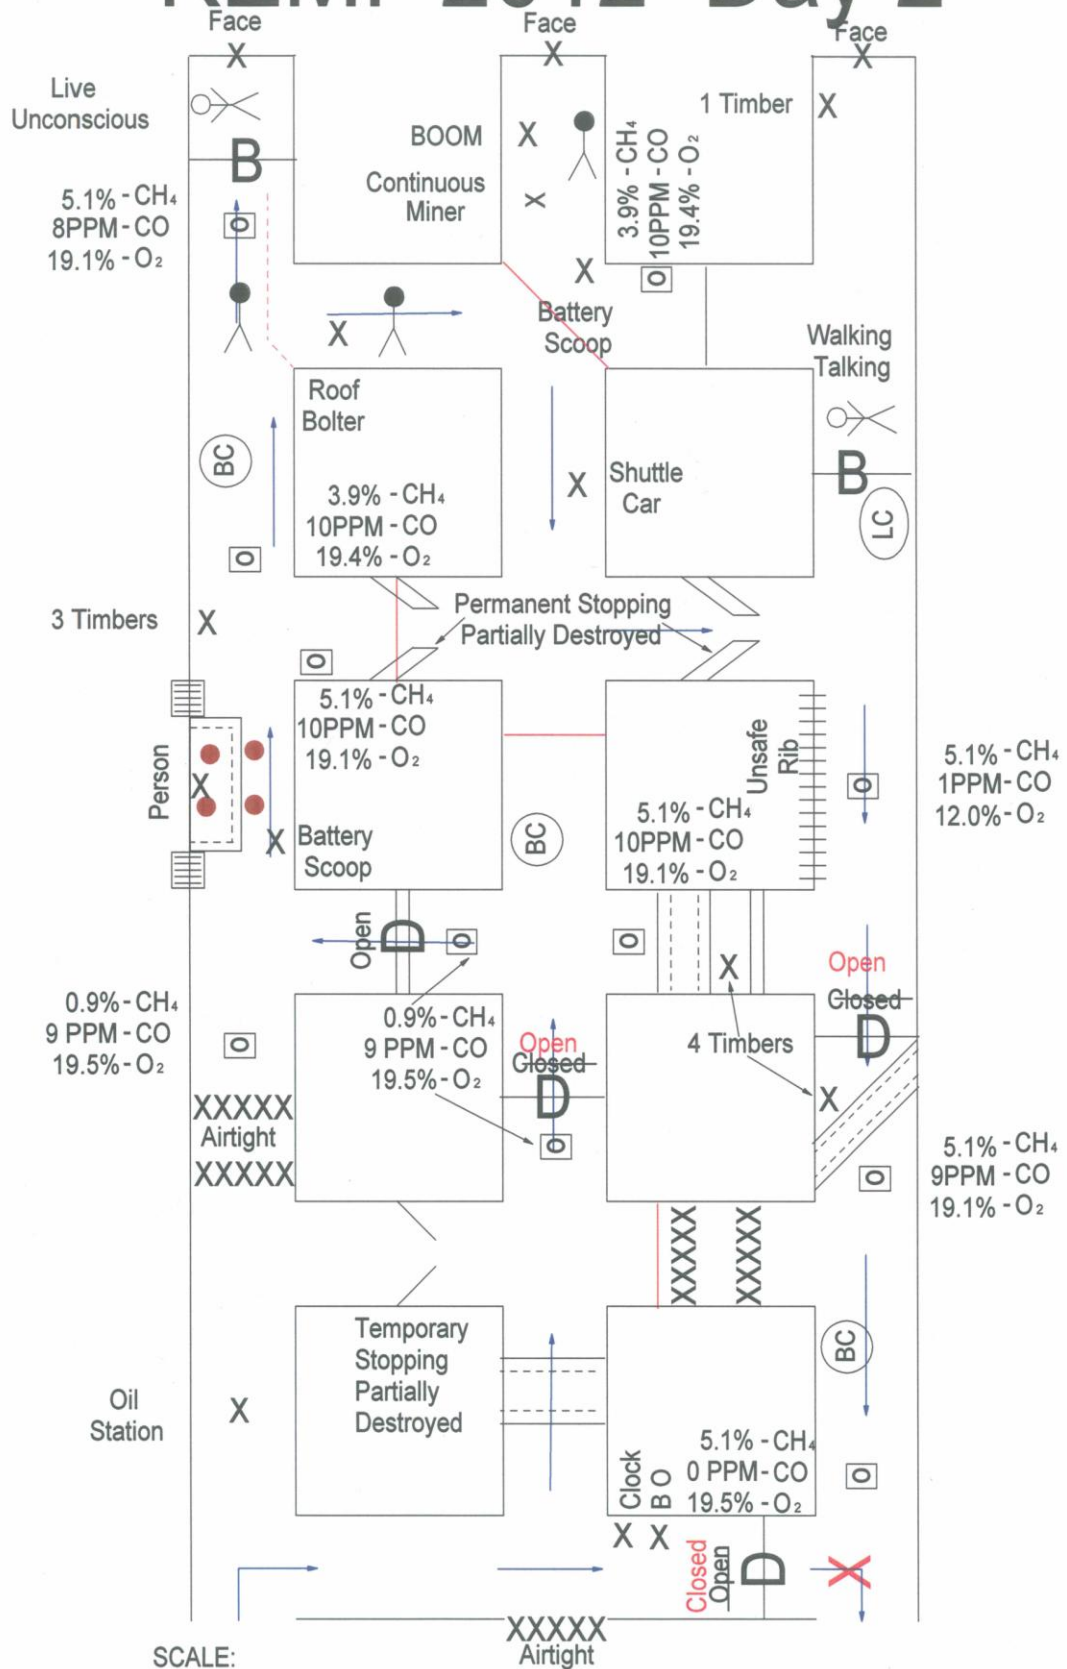 2012 Day 2
Face
Face
Face
Live
Unconscious
X
X
X
B
BOOM
X
Continuous
Miner
X
3.9% - CH₄
10PPM - CO
19.4% - O₂
1 Timber
X
5.1% - CH₄
8PPM - CO
19.1% - O₂
O
X
O
X
Battery
Scoop
Walking
Talking
Roof
Bolter
BC
3.9% - CH₄
10PPM - CO
19.4% - O₂
X
Shuttle
Car
B
LC
O
3 Timbers
X
Permanent Stopping
Partially Destroyed
O
5.1% - CH₄
10PPM - CO
19.1% - O₂
Person
X
X
Battery
Scoop
BC
Unsafe
Rib
5.1% - CH₄
10PPM - CO
19.1% - O₂
O
5.1% - CH₄
1PPM - CO
12.0% - O₂
Open
D
O
O
X
Open
Closed
D
0.9% - CH₄
9 PPM - CO
19.5% - O₂
O
0.9% - CH₄
9 PPM - CO
19.5% - O₂
Open
Closed
D
O
4 Timbers
X
XXXXX
Airtight
XXXXX
O
5.1% - CH₄
9PPM - CO
19.1% - O₂
XXXXX
XXXXX
Temporary
Stopping
Partially
Destroyed
BC
Oil
Station
X
Clock
B O
5.1% - CH₄
0 PPM - CO
19.5% - O₂
O
X X
Closed
Open
D
X
XXXXX
Airtight
SCALE: